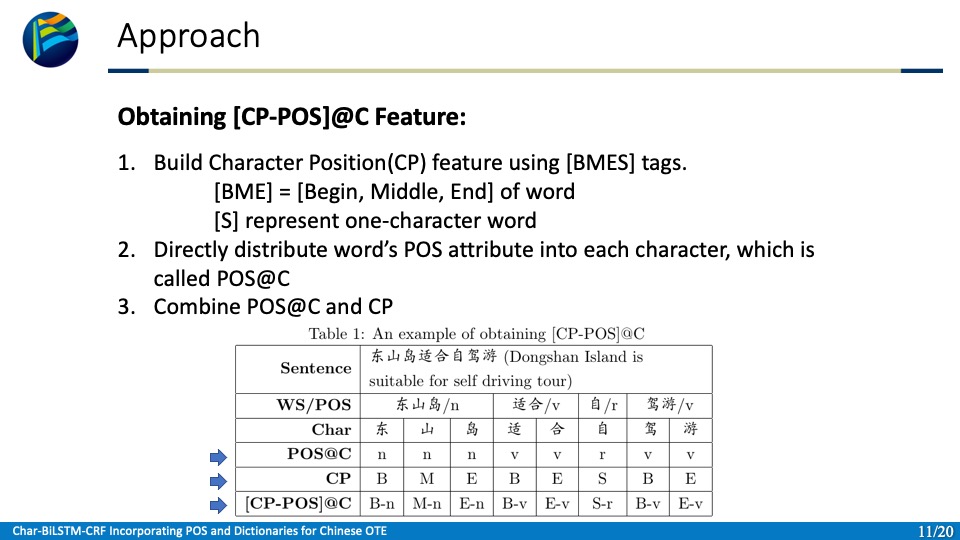 Approach
Obtaining [CP-POS]@C Feature:
1. Build Character Position(CP) feature using [BMES] tags.
[BME] = [Begin, Middle, End] of word
[S] represent one-character word
2. Directly distribute word’s POS attribute into each character, which is
called POS@C
3. Combine POS@C and CP
Table 1: An example of obtaining [CP-POS]@C
Sentence 东山岛适合自驾游 (Dongshan Island is
suitable for self driving tour)
WS/POS 东山岛/n 适合/v 自/r 驾游/v
Char 东 山 岛 适 合 自 驾 游
POS@C n n n v v r v v
CP B M E B E S B E
[CP-POS]@C B-n M-n E-n B-v E-v S-r B-v E-v
Char-BiLSTM-CRF Incorporating POS and Dictionaries for Chinese OTE 11/20